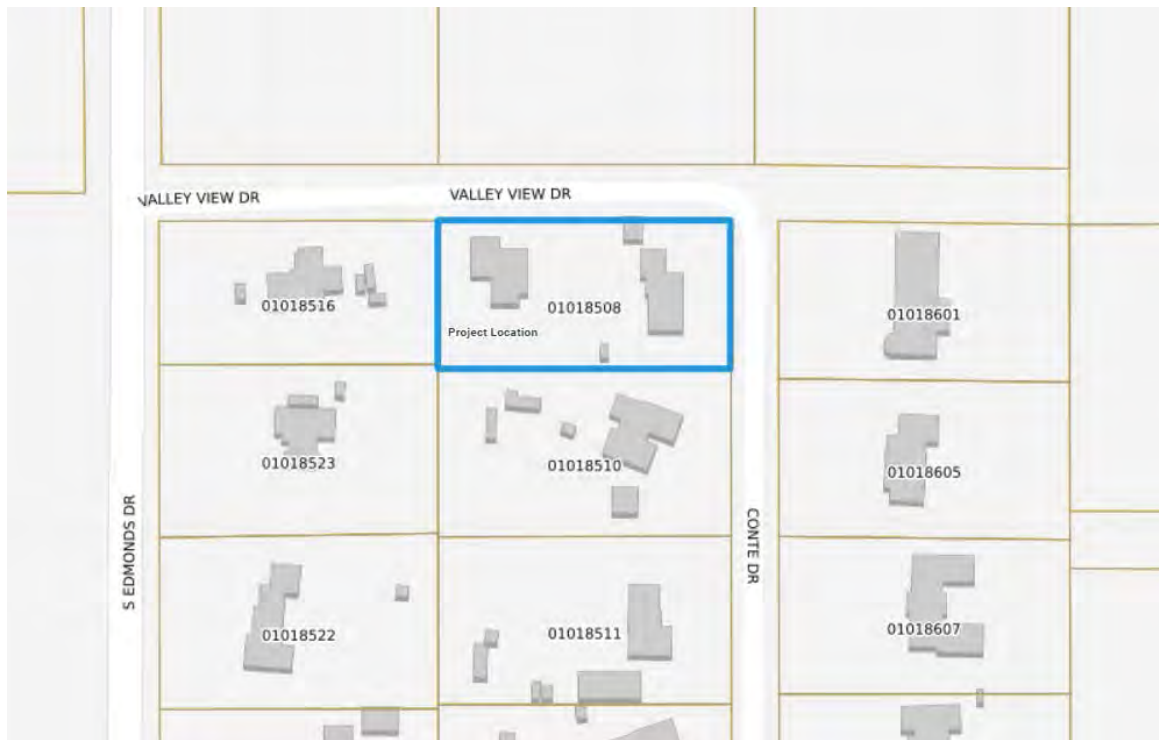 VALLEY VIEW DR
VALLEY VIEW DR
01018516
01018508
01018601
Project Location
01018523
01018510
01018605
S EDMONDS DR
CONTE DR
01018522
01018511
01018607